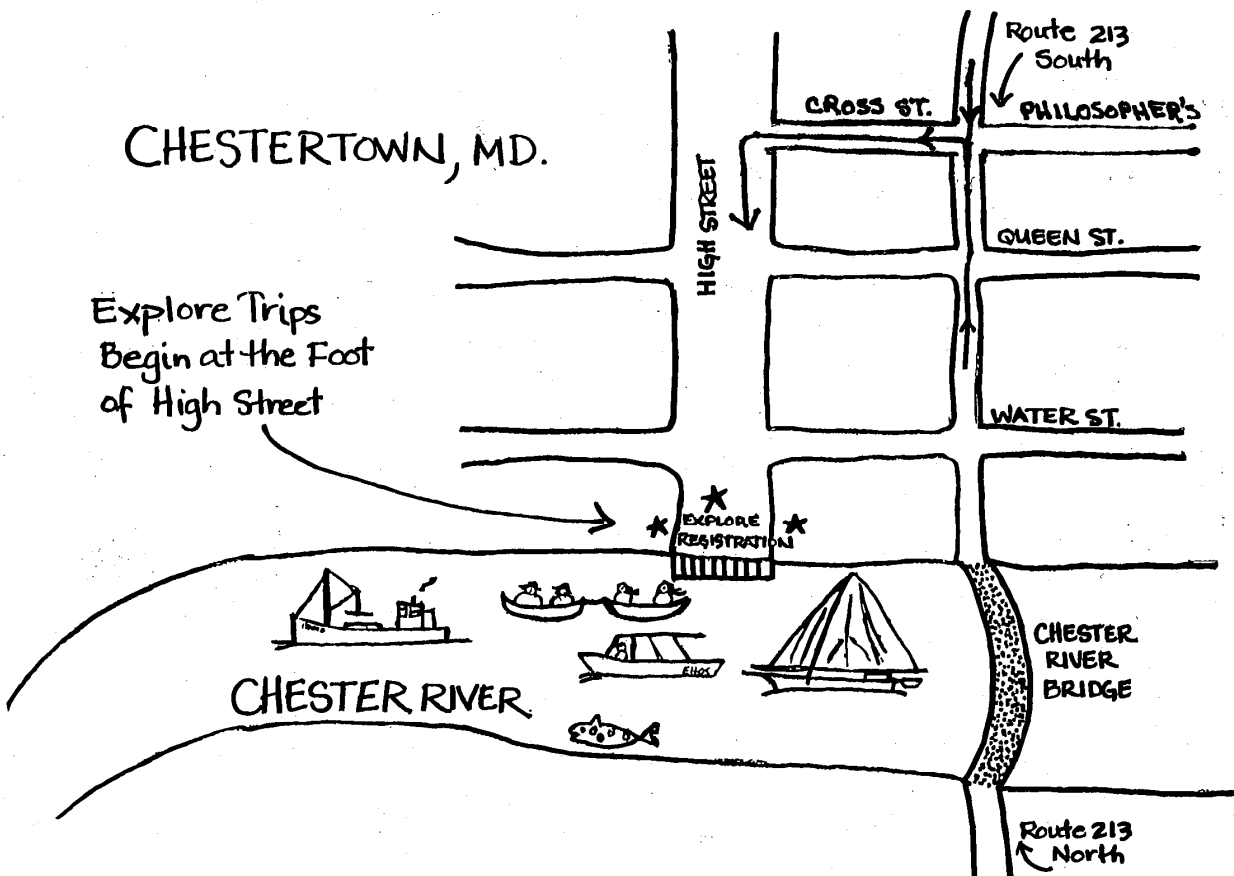 Route 213
South
CROSS ST.
PHILOSOPHER'S
CHESTERTOWN, MD.
HIGH STREET
QUEEN ST.
Explore Trips
Begin at the Foot
of High Street
WATER ST.
EXPLORE
REGISTRATION
CHESTER
RIVER
BRIDGE
CHESTER RIVER
Route 213
North